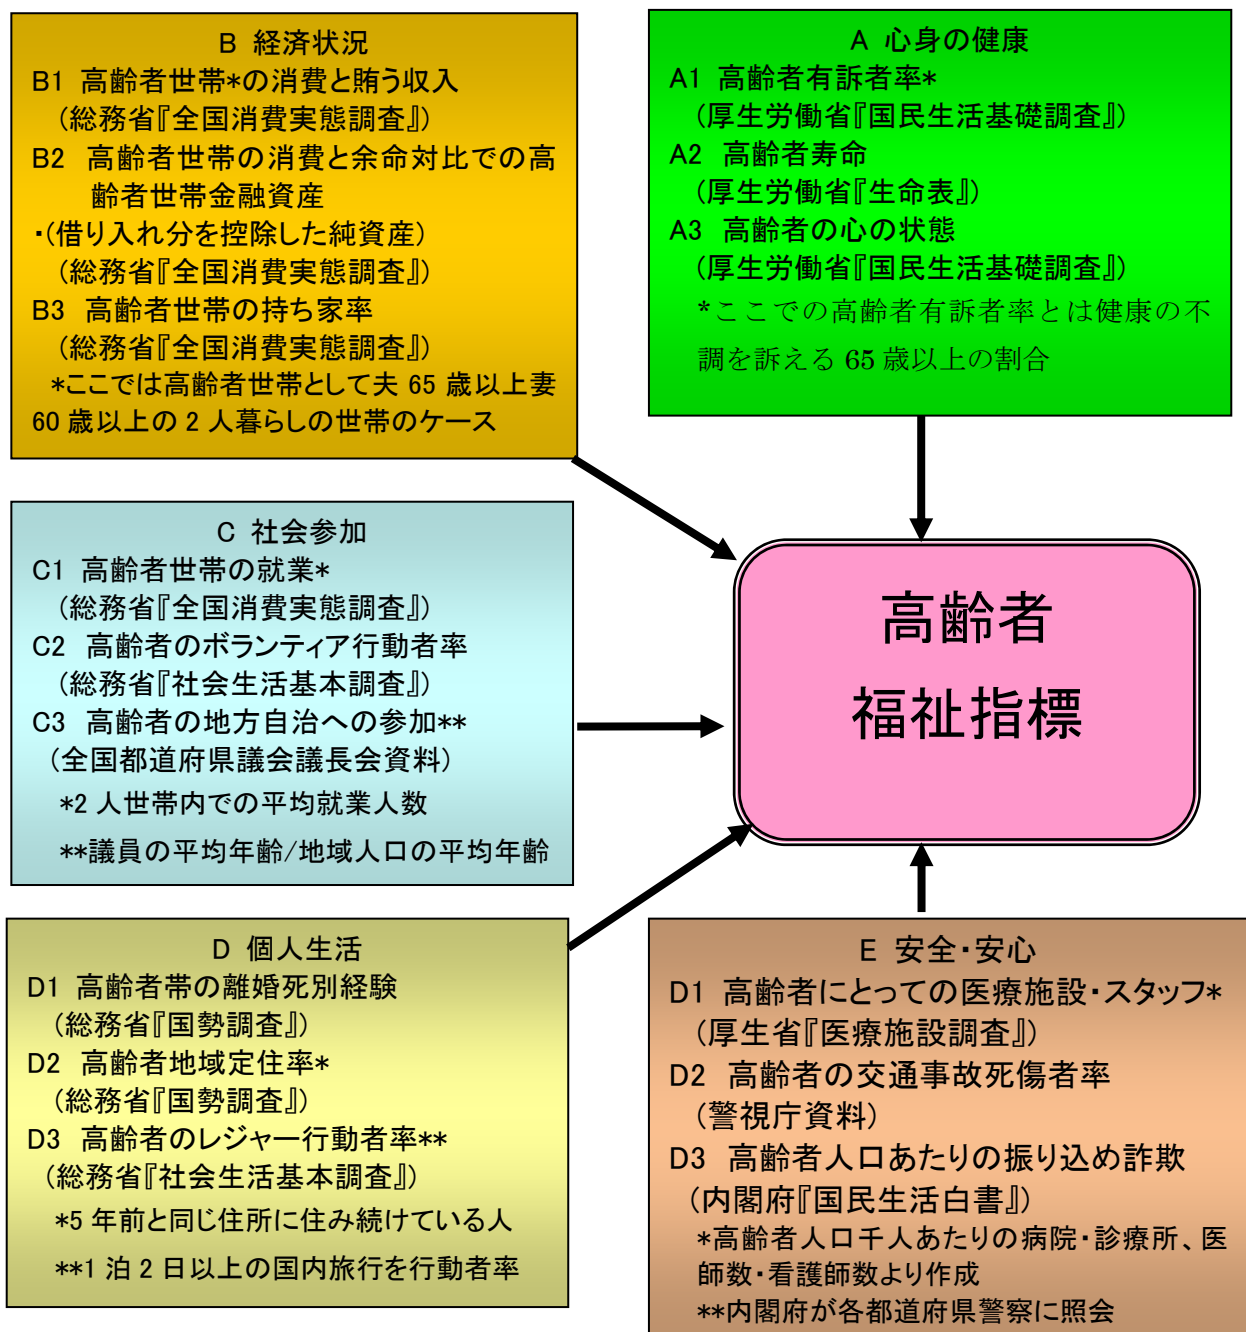 B 経済状況
B1 高齢者世帯*の消費と賄う収入
(総務省『全国消費実態調査』)
B2 高齢者世帯の消費と余命対比での高
齢者世帯金融資産
・(借り入れ分を控除した純資産)
(総務省『全国消費実態調査』)
B3 高齢者世帯の持ち家率
(総務省『全国消費実態調査』)
*ここでは高齢者世帯として夫 65 歳以上妻
60 歳以上の 2 人暮らしの世帯のケース
A 心身の健康
A1 高齢者有訴者率*
(厚生労働省『国民生活基礎調査』)
A2 高齢者寿命
(厚生労働省『生命表』)
A3 高齢者の心の状態
(厚生労働省『国民生活基礎調査』)
*ここでの高齢者有訴者率とは健康の不
調を訴える 65 歳以上の割合
C 社会参加
C1 高齢者世帯の就業*
(総務省『全国消費実態調査』)
C2 高齢者のボランティア行動者率
(総務省『社会生活基本調査』)
C3 高齢者の地方自治への参加**
(全国都道府県議会議長会資料)
*2 人世帯内での平均就業人数
**議員の平均年齢/地域人口の平均年齢
高齢者
福祉指標
D 個人生活
D1 高齢者帯の離婚死別経験
(総務省『国勢調査』)
D2 高齢者地域定住率*
(総務省『国勢調査』)
D3 高齢者のレジャー行動者率**
(総務省『社会生活基本調査』)
*5 年前と同じ住所に住み続けている人
**1 泊 2 日以上の国内旅行を行動者率
E 安全・安心
D1 高齢者にとっての医療施設・スタッフ*
(厚生省『医療施設調査』)
D2 高齢者の交通事故死傷者率
(警視庁資料)
D3 高齢者人口あたりの振り込め詐欺
(内閣府『国民生活白書』)
*高齢者人口千人あたりの病院・診療所、医
師数・看護師数より作成
**内閣府が各都道府県警察に照会